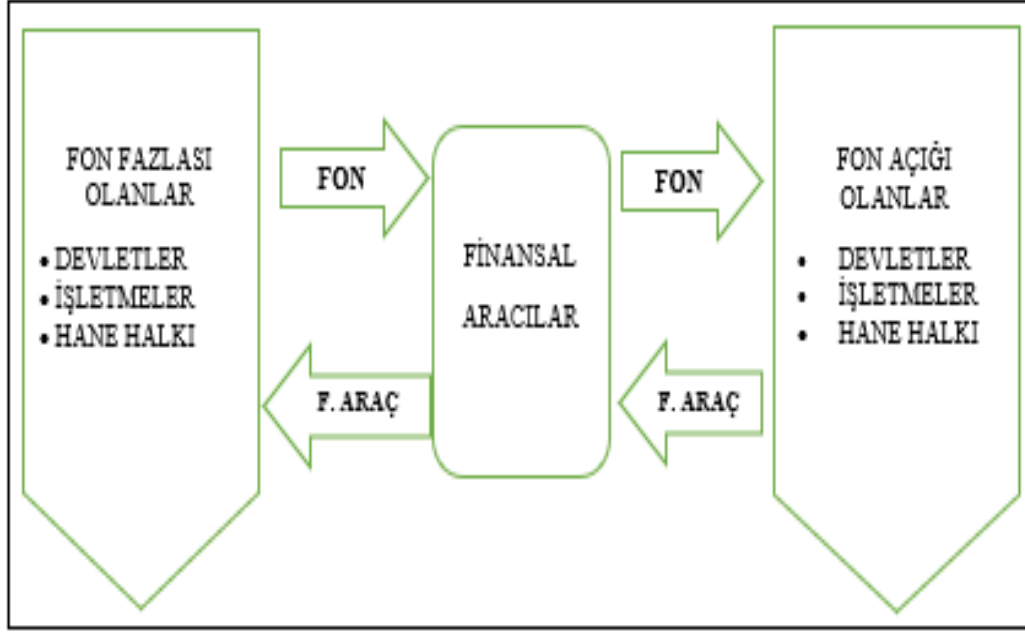 FON FAZLASI
OLANLAR
• DEVLETLER
• İŞLETMELER
• HANE HALKI
FON
F. ARAÇ
FİNANSAL
ARACILAR
FON
F. ARAÇ
FON AÇIĞI
OLANLAR
• DEVLETLER
• İŞLETMELER
• HANE HALKI